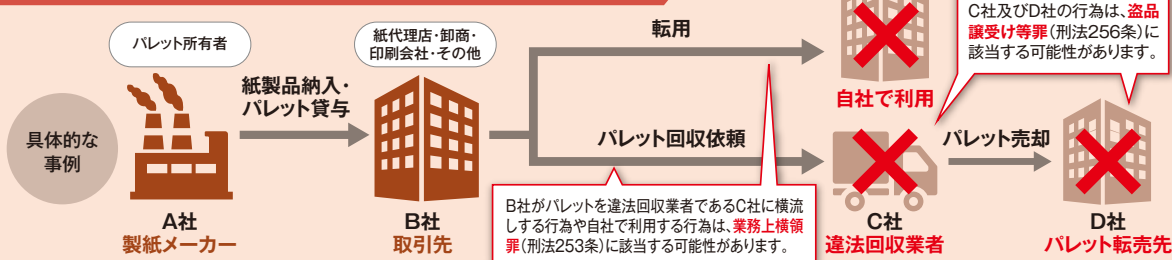 具体的な
事例
パレット所有者
A社
製紙メーカー
紙製品納入・
パレット貸与
紙代理店・卸商・
印刷会社・その他
B社
取引先
転用
自社で利用
パレット回収依頼
B社がパレットを違法回収業者であるC社に横流
しする行為や自社で利用する行為は、業務上横領
罪(刑法253条)に該当する可能性があります。
C社
違法回収業者
パレット売却
C社及びD社の行為は、盗品
譲受け等罪(刑法256条)に
該当する可能性があります。
D社
パレット転売先